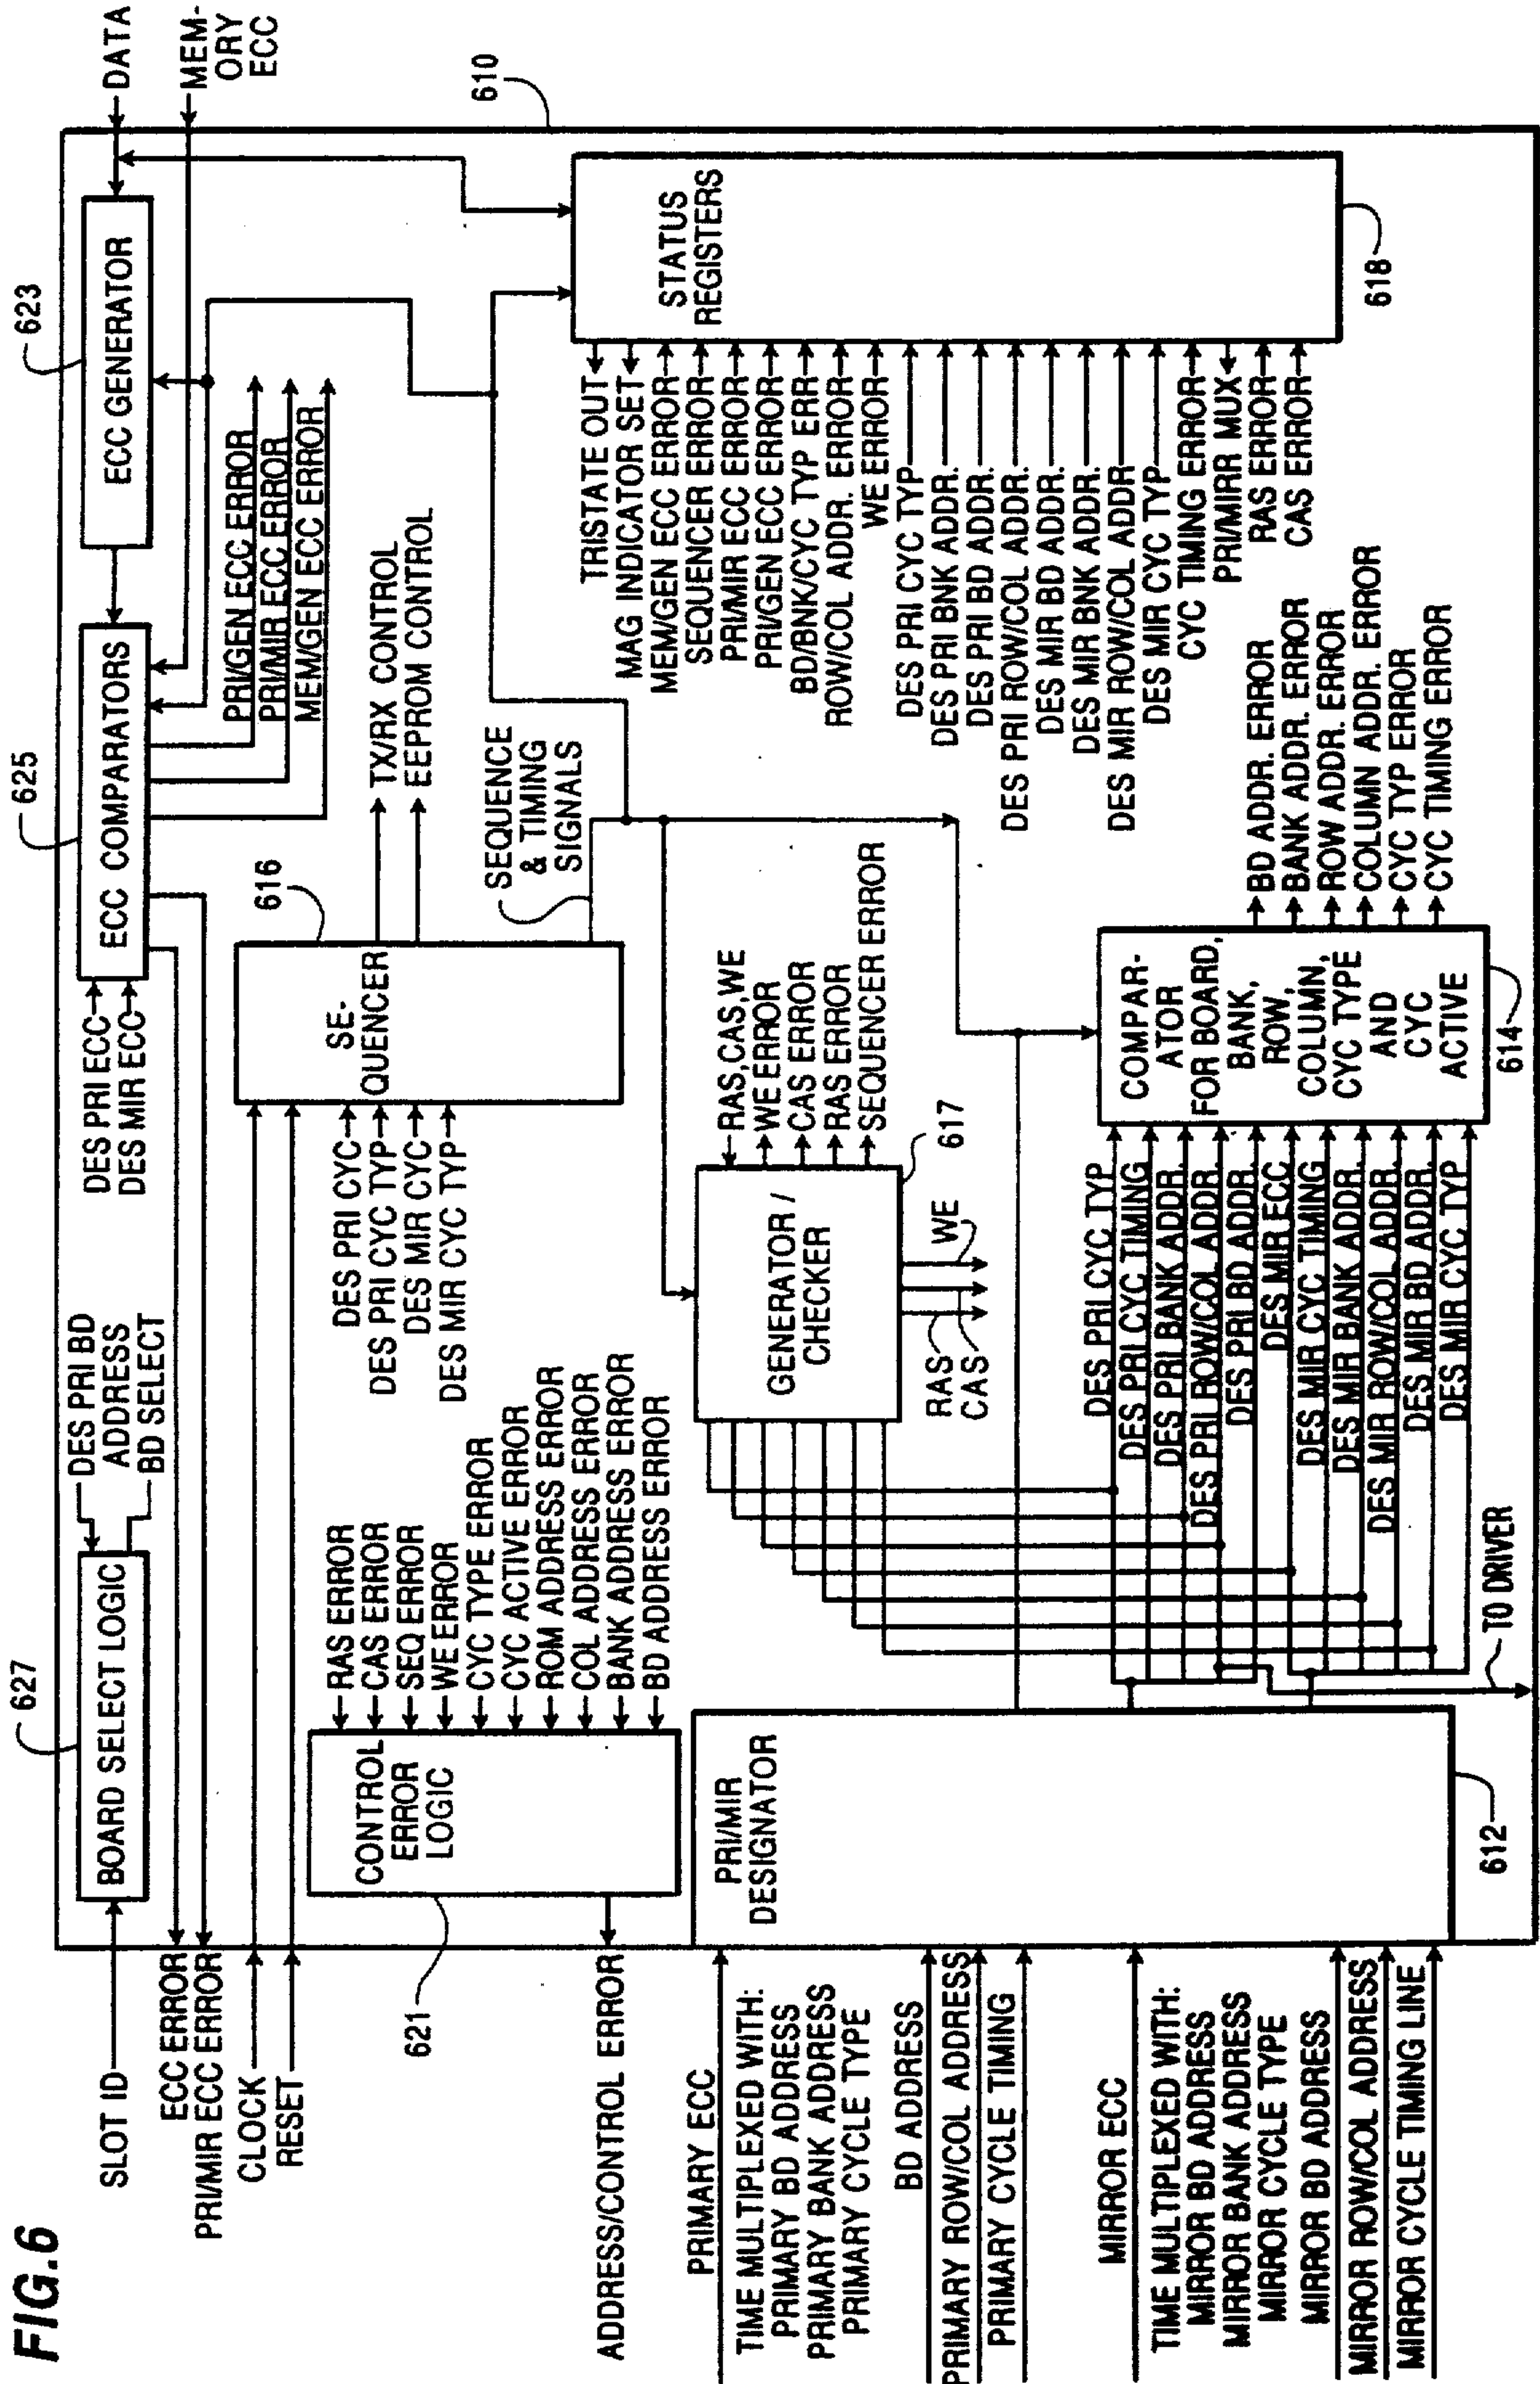 FIG.6
627
625
623
SLOT ID
BOARD SELECT LOGIC
DES PRI BD
ADDRESS
BD SELECT
DES PRI ECC
DES MIR ECC
ECC COMPARATORS
ECC GENERATOR
DATA
MEM-
ORY
ECC
ECC ERROR
PRI/MIR ECC ERROR
CLOCK
RESET
PRI/GEN ECC ERROR
PRI/MIR ECC ERROR
MEM/GEN ECC ERROR
610
616
SE-
QUENCER
DES PRI CYC
DES PRI CYC TYP
DES MIR CYC
DES MIR CYC TYP
TX/RX CONTROL
EEPROM CONTROL
SEQUENCE
& TIMING
SIGNALS
CONTROL
ERROR
LOGIC
621
RAS ERROR
CAS ERROR
SEQ ERROR
WE ERROR
CYC TYPE ERROR
CYC ACTIVE ERROR
ROM ADDRESS ERROR
COL ADDRESS ERROR
BANK ADDRESS ERROR
BD ADDRESS ERROR
ADDRESS/CONTROL ERROR
STATUS
REGISTERS
618
TRISTATE OUT
MAG INDICATOR SET
MEM/GEN ECC ERROR
SEQUENCER ERROR
PRI/MIR ECC ERROR
PRI/GEN ECC ERROR
BD/BNK/CYC TYP ERR
ROW/COL ADDR. ERROR
WE ERROR
DES PRI CYC TYP
DES PRI BNK ADDR.
DES PRI BD ADDR.
DES PRI ROW/COL ADDR.
DES MIR BD ADDR.
DES MIR BNK ADDR.
DES MIR ROW/COL ADDR
DES MIR CYC TYP
CYC TIMING ERROR
PRI/MIRR MUX
RAS ERROR
CAS ERROR
GENERATOR /
CHECKER
617
RAS,CAS,WE
WE ERROR
CAS ERROR
RAS ERROR
SEQUENCER ERROR
RAS
CAS
WE
PRI/MIR
DESIGNATOR
612
PRIMARY ECC
TIME MULTIPLEXED WITH:
PRIMARY BD ADDRESS
PRIMARY BANK ADDRESS
PRIMARY CYCLE TYPE
BD ADDRESS
PRIMARY ROW/COL ADDRESS
PRIMARY CYCLE TIMING
MIRROR ECC
TIME MULTIPLEXED WITH:
MIRROR BD ADDRESS
MIRROR BANK ADDRESS
MIRROR CYCLE TYPE
MIRROR BD ADDRESS
MIRROR ROW/COL ADDRESS
MIRROR CYCLE TIMING LINE
DES PRI CYC TYP
DES PRI CYC TIMING
DES PRI BANK ADDR.
DES PRI ROW/COL ADDR.
DES PRI BD ADDR.
DES MIR ECC
DES MIR CYC TIMING
DES MIR BANK ADDR.
DES MIR ROW/COL ADDR.
DES MIR BD ADDR.
DES MIR CYC TYP
TO DRIVER
COMPAR-
ATOR
FOR BOARD,
BANK,
ROW,
COLUMN,
CYC TYPE
AND
CYC
ACTIVE
614
BD ADDR. ERROR
BANK ADDR. ERROR
ROW ADDR. ERROR
COLUMN ADDR. ERROR
CYC TYP ERROR
CYC TIMING ERROR